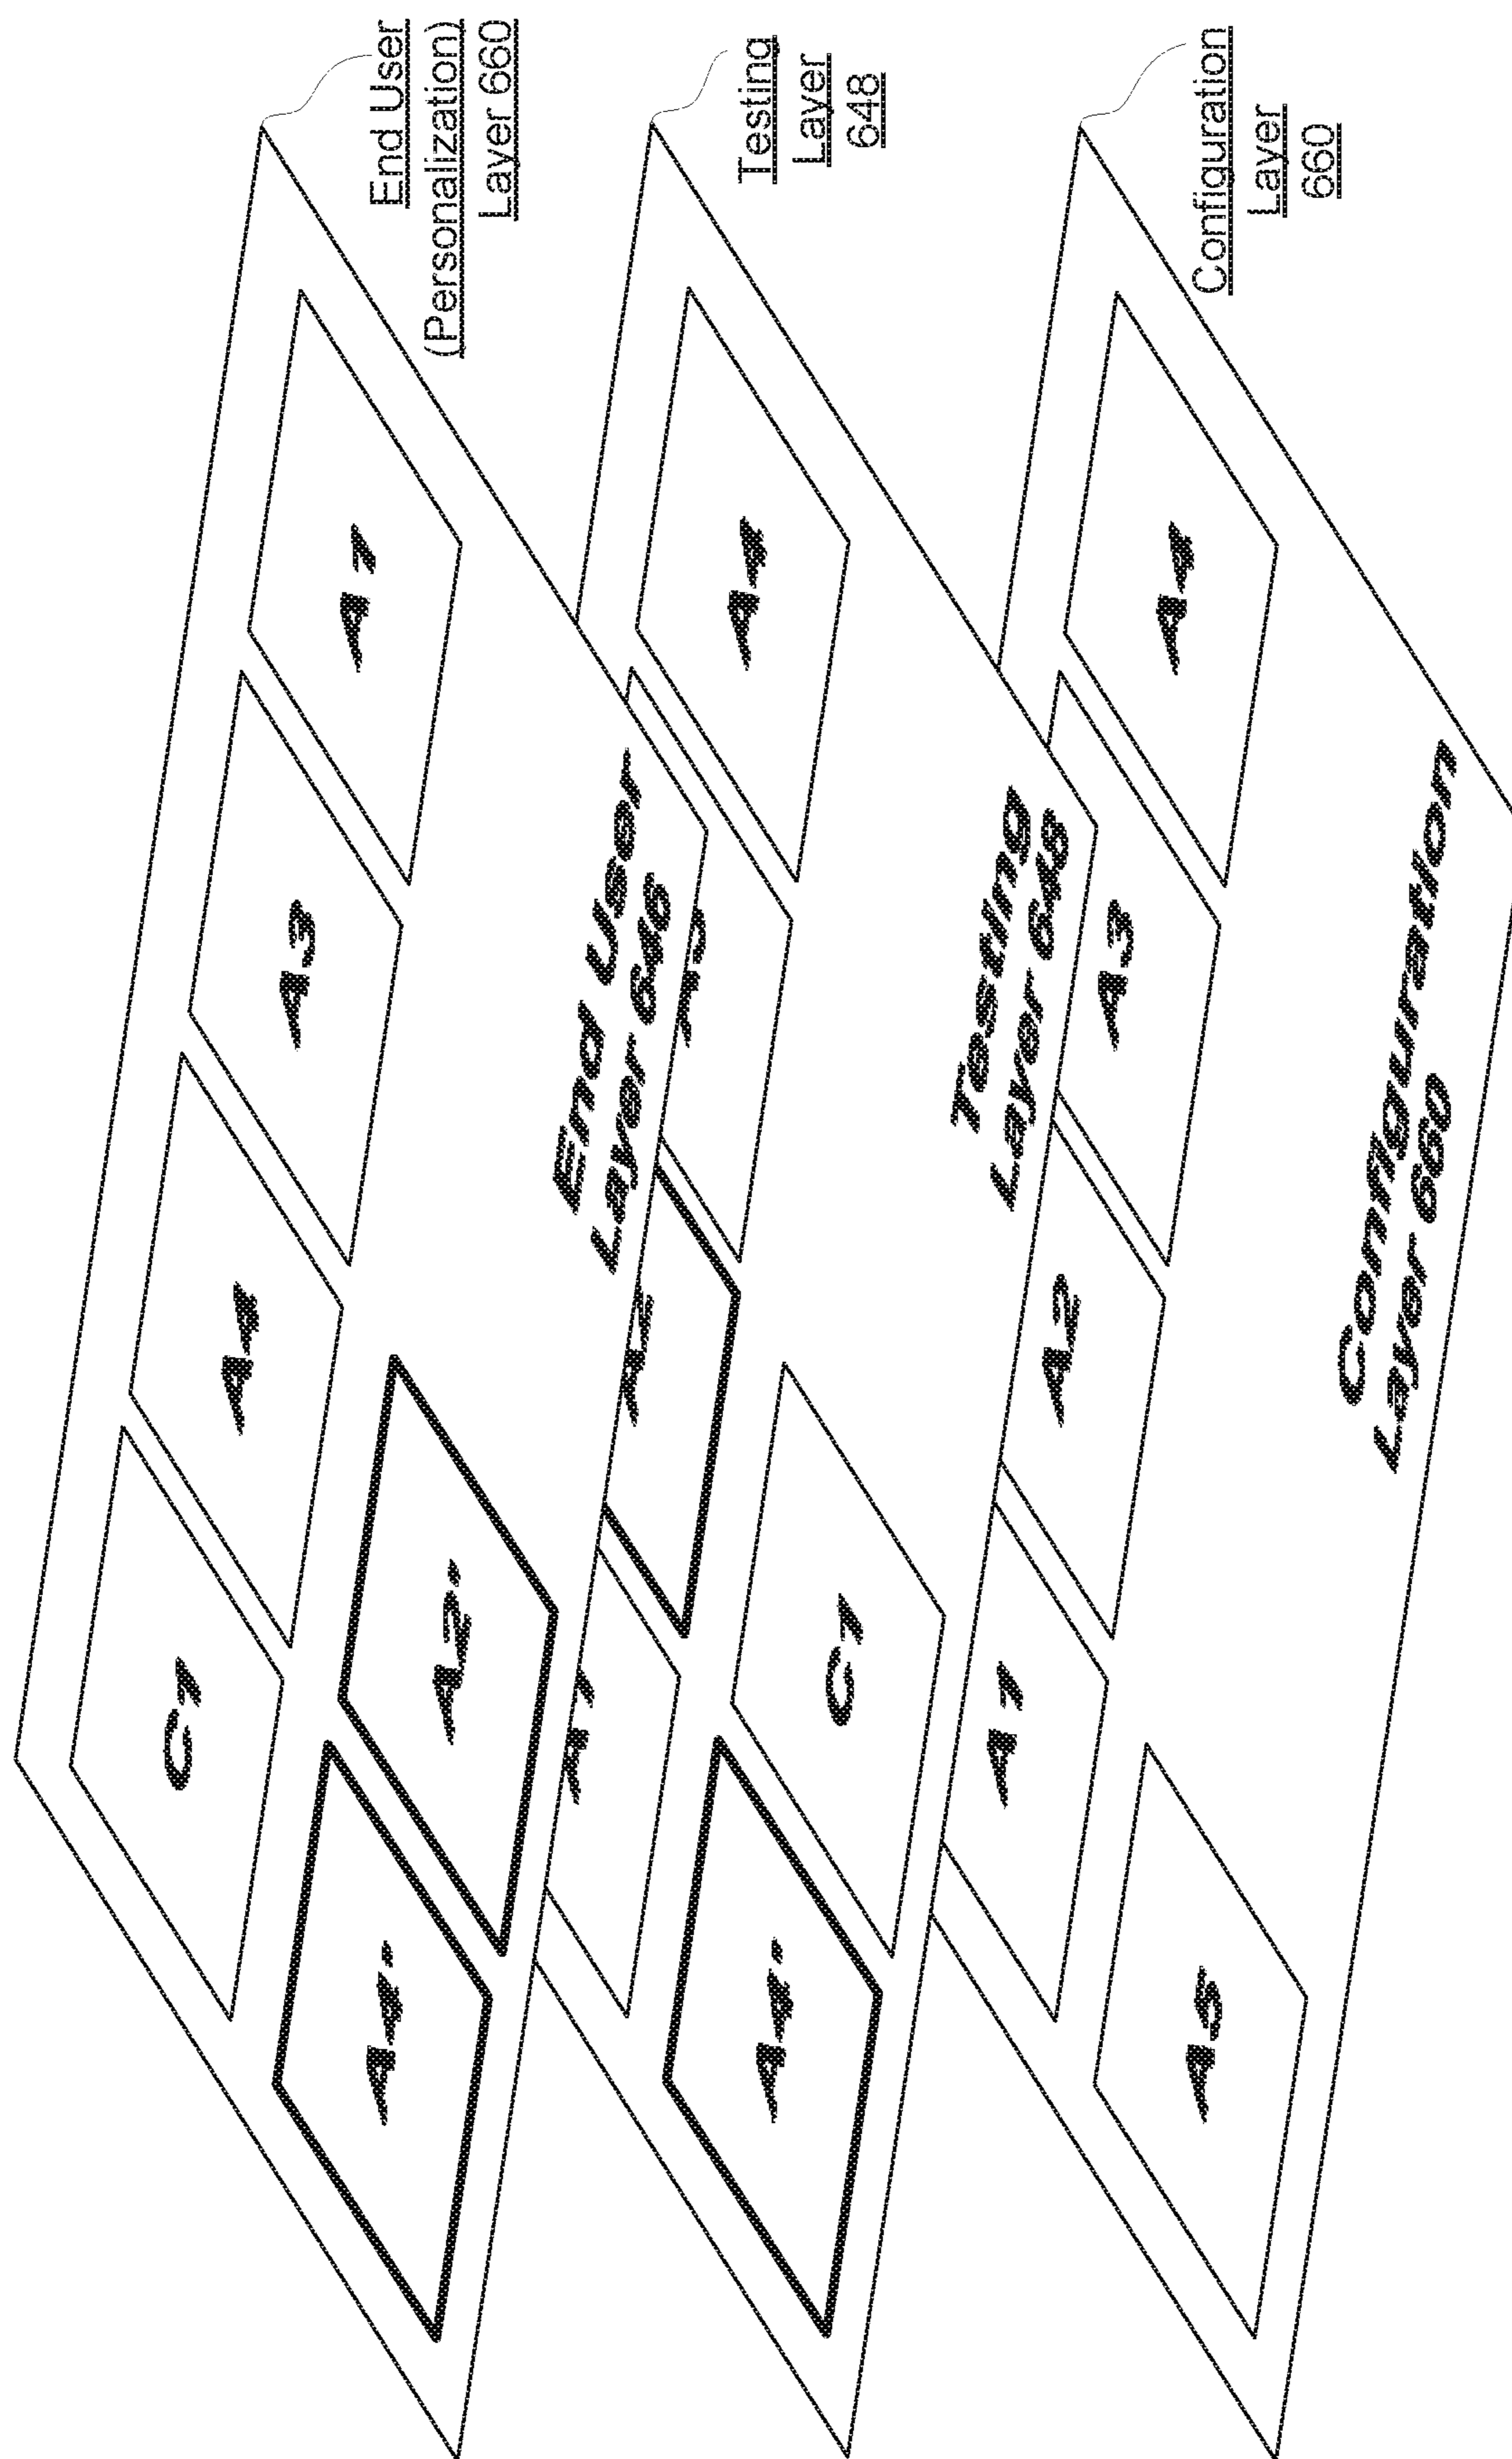 C1
A4
A3
A1
A4'
A2'
End User
Layer 646
End User
(Personalization)
Layer 660
A1
A4
A4'
C1
Testing
Layer 648
Testing
Layer
648
A1
A2
A3
A4
A5
Configuration
Layer 660
Configuration
Layer
660